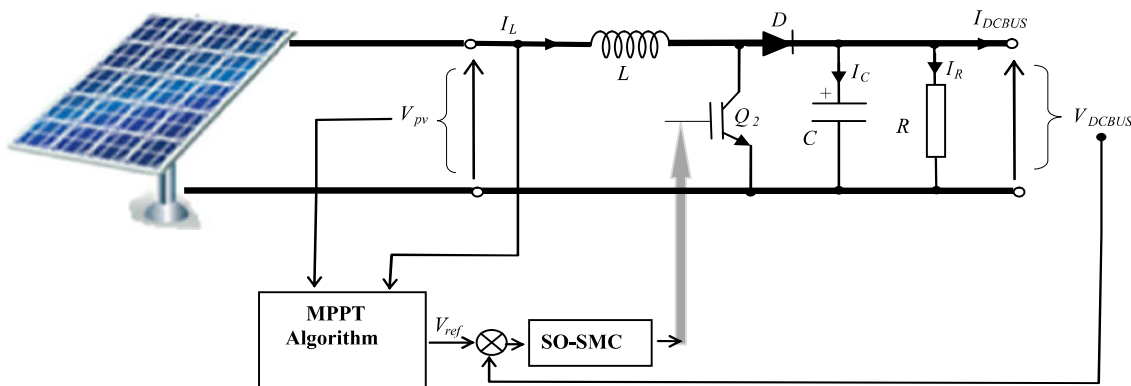 I_L
D
I_DCBUS
L
I_C
I_R
+
V_pv
Q_2
C
R
V_DCBUS
MPPT
Algorithm
V_ref
SO-SMC